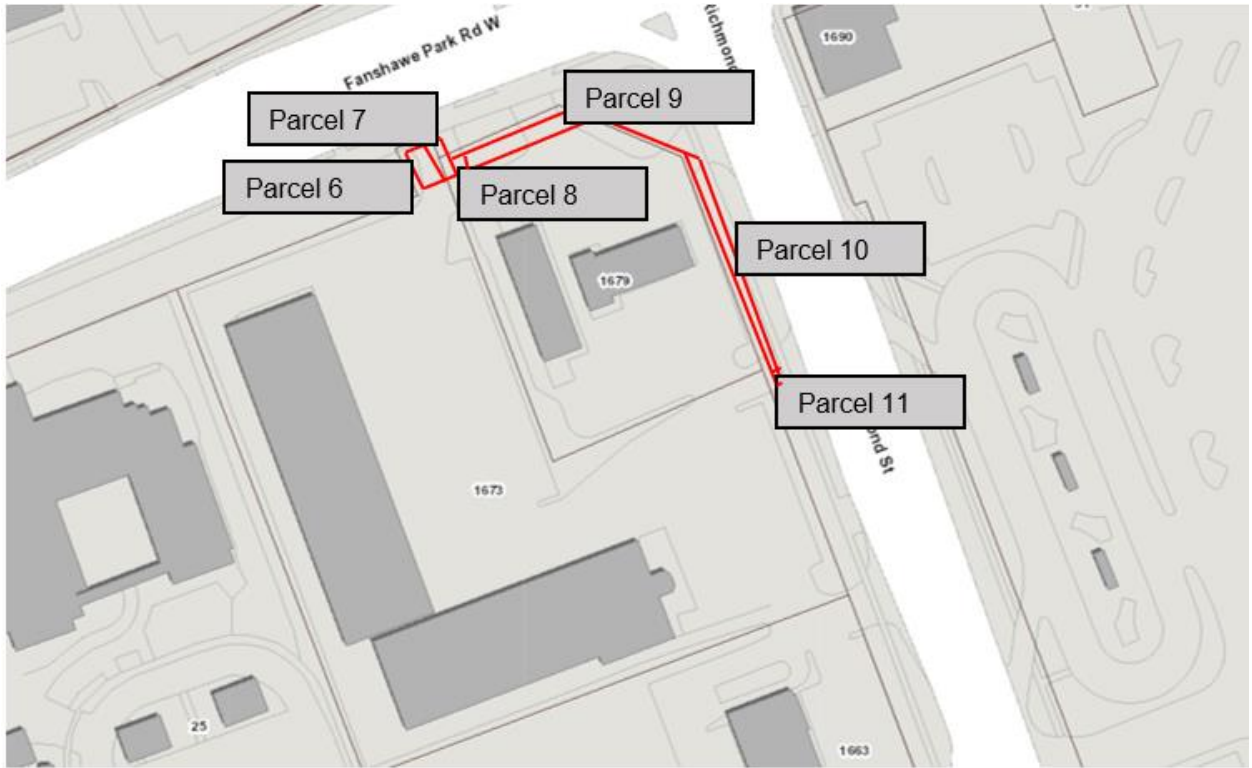 Fanshawe Park Rd W
Richmond
1690
Parcel 7
Parcel 9
Parcel 6
Parcel 8
1679
Parcel 10
Parcel 11
ond St
1673
25
1663